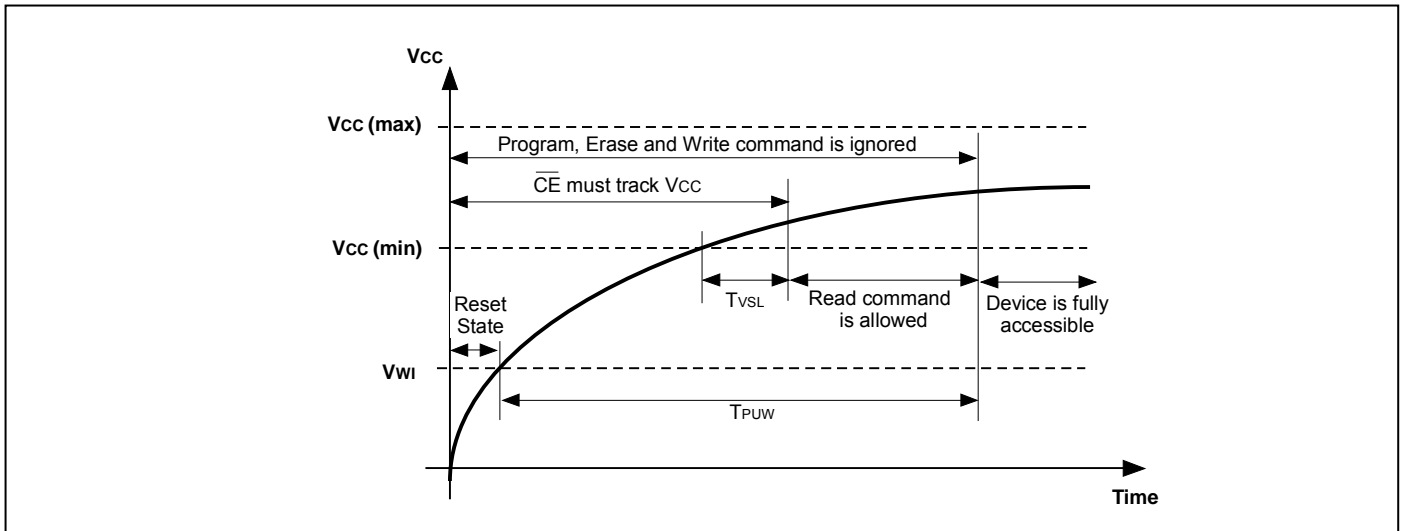 Vcc
Vcc (max)
Program, Erase and Write command is ignored
C̅E̅ must track Vcc
Vcc (min)
TVSL
Read command
is allowed
Device is fully
accessible
Reset
State
VWI
TPUW
Time